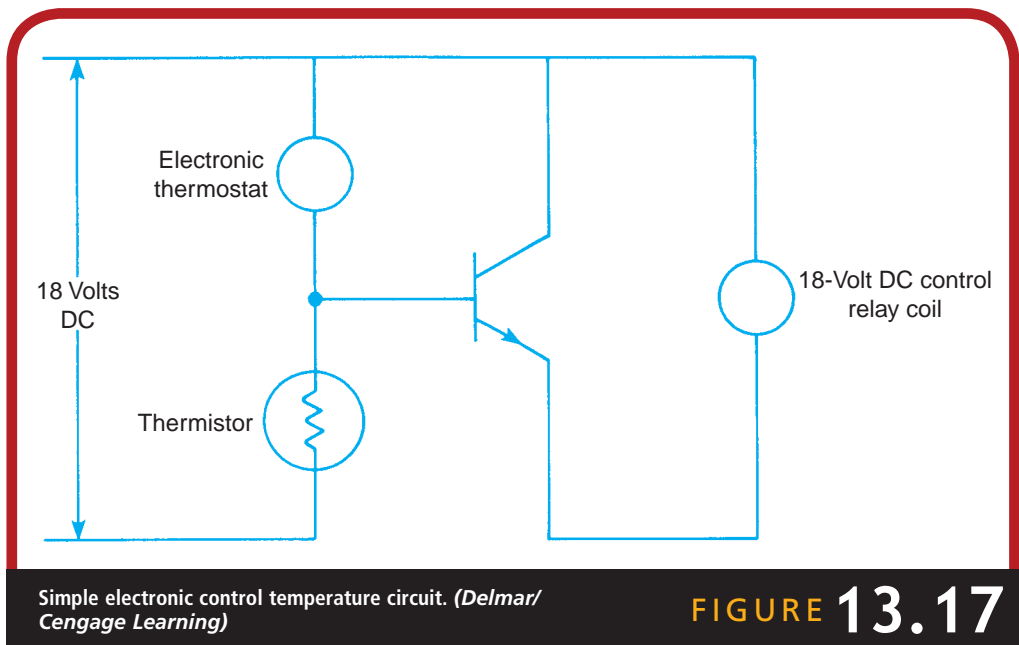 Electronic
thermostat
18 Volts
DC
18-Volt DC control
relay coil
Thermistor
Simple electronic control temperature circuit. (Delmar/
Cengage Learning)
FIGURE 13.17